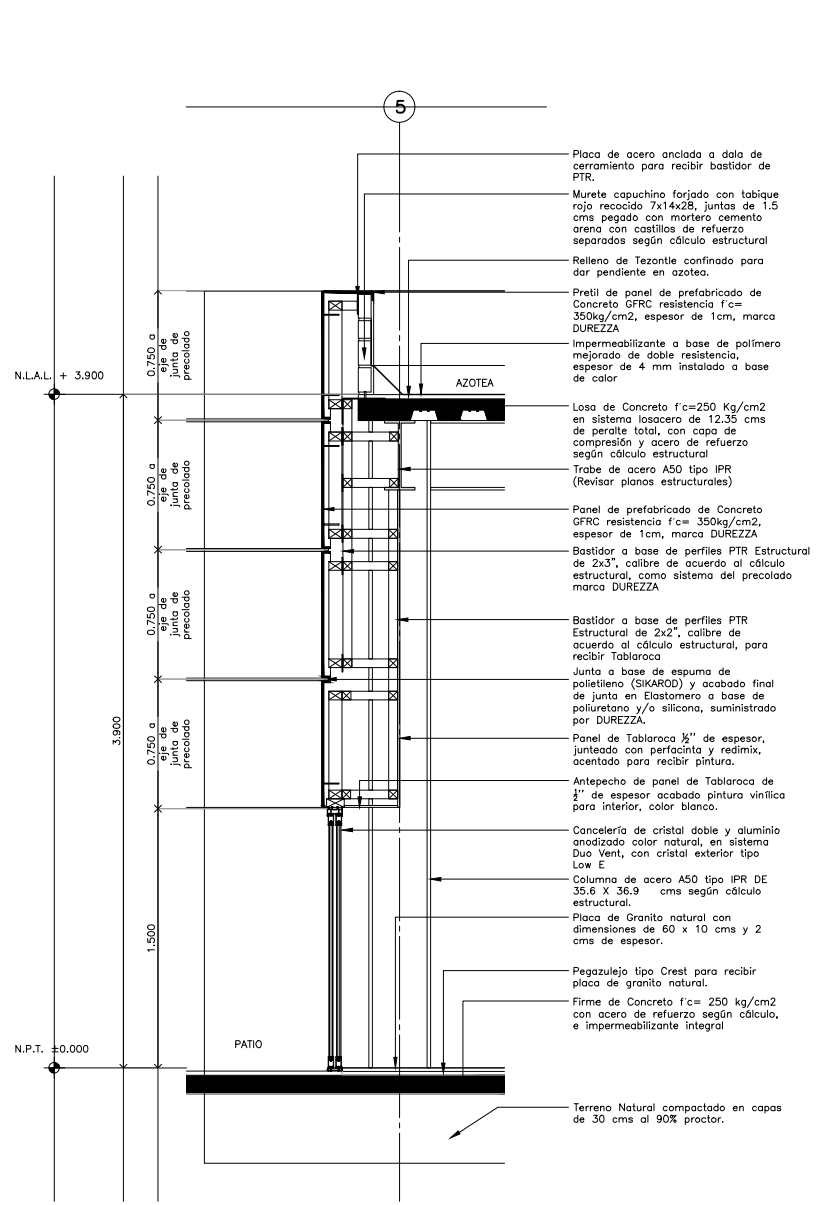 5
Placa de acero anclada a dala de
cerramiento para recibir bastidor de
PTR.
Murete capuchino forjado con tabique
rojo recocido 7x14x28, juntas de 1.5
cms pegado con mortero cemento
arena con castillos de refuerzo
separados según cálculo estructural
Relleno de Tezontle confinado para
dar pendiente en azotea.
Pretil de panel de prefabricado de
Concreto GFRC resistencia f'c=
350kg/cm2, espesor de 1cm, marca
DUREZZA
Impermeabilizante a base de polímero
mejorado de doble resistencia,
espesor de 4 mm instalado a base
de calor
Losa de Concreto f'c=250 Kg/cm2
en sistema losacero de 12.35 cms
de peralte total, con capa de
compresión y acero de refuerzo
según cálculo estructural
Trabe de acero A50 tipo IPR
(Revisar planos estructurales)
Panel de prefabricado de Concreto
GFRC resistencia f'c= 350kg/cm2,
espesor de 1cm, marca DUREZZA
Bastidor a base de perfiles PTR Estructural
de 2x3", calibre de acuerdo al cálculo
estructural, como sistema del precolado
marca DUREZZA
Bastidor a base de perfiles PTR
Estructural de 2x2", calibre de
acuerdo al cálculo estructural, para
recibir Tablaroca
Junta a base de espuma de
polietileno (SIKAROD) y acabado final
de junta en Elastomero a base de
poliuretano y/o silicona, suministrado
por DUREZZA.
Panel de Tablaroca ½'' de espesor,
junteado con perfacinta y redimix,
acentado para recibir pintura.
Antepecho de panel de Tablaroca de
½'' de espesor acabado pintura vinílica
para interior, color blanco.
Cancelería de cristal doble y aluminio
anodizado color natural, en sistema
Duo Vent, con cristal exterior tipo
Low E
Columna de acero A50 tipo IPR DE
35.6 X 36.9 cms según cálculo
estructural.
Placa de Granito natural con
dimensiones de 60 x 10 cms y 2
cms de espesor.
Pegazulejo tipo Crest para recibir
placa de granito natural.
Firme de Concreto f'c= 250 kg/cm2
con acero de refuerzo según cálculo,
e impermeabilizante integral
Terreno Natural compactado en capas
de 30 cms al 90% proctor.
N.L.A.L. + 3.900
AZOTEA
0.750 a
eje de
junta de
precolado
0.750 a
eje de
junta de
precolado
0.750 a
eje de
junta de
precolado
0.750 a
eje de
junta de
precolado
3.900
1.500
N.P.T. ±0.000
PATIO